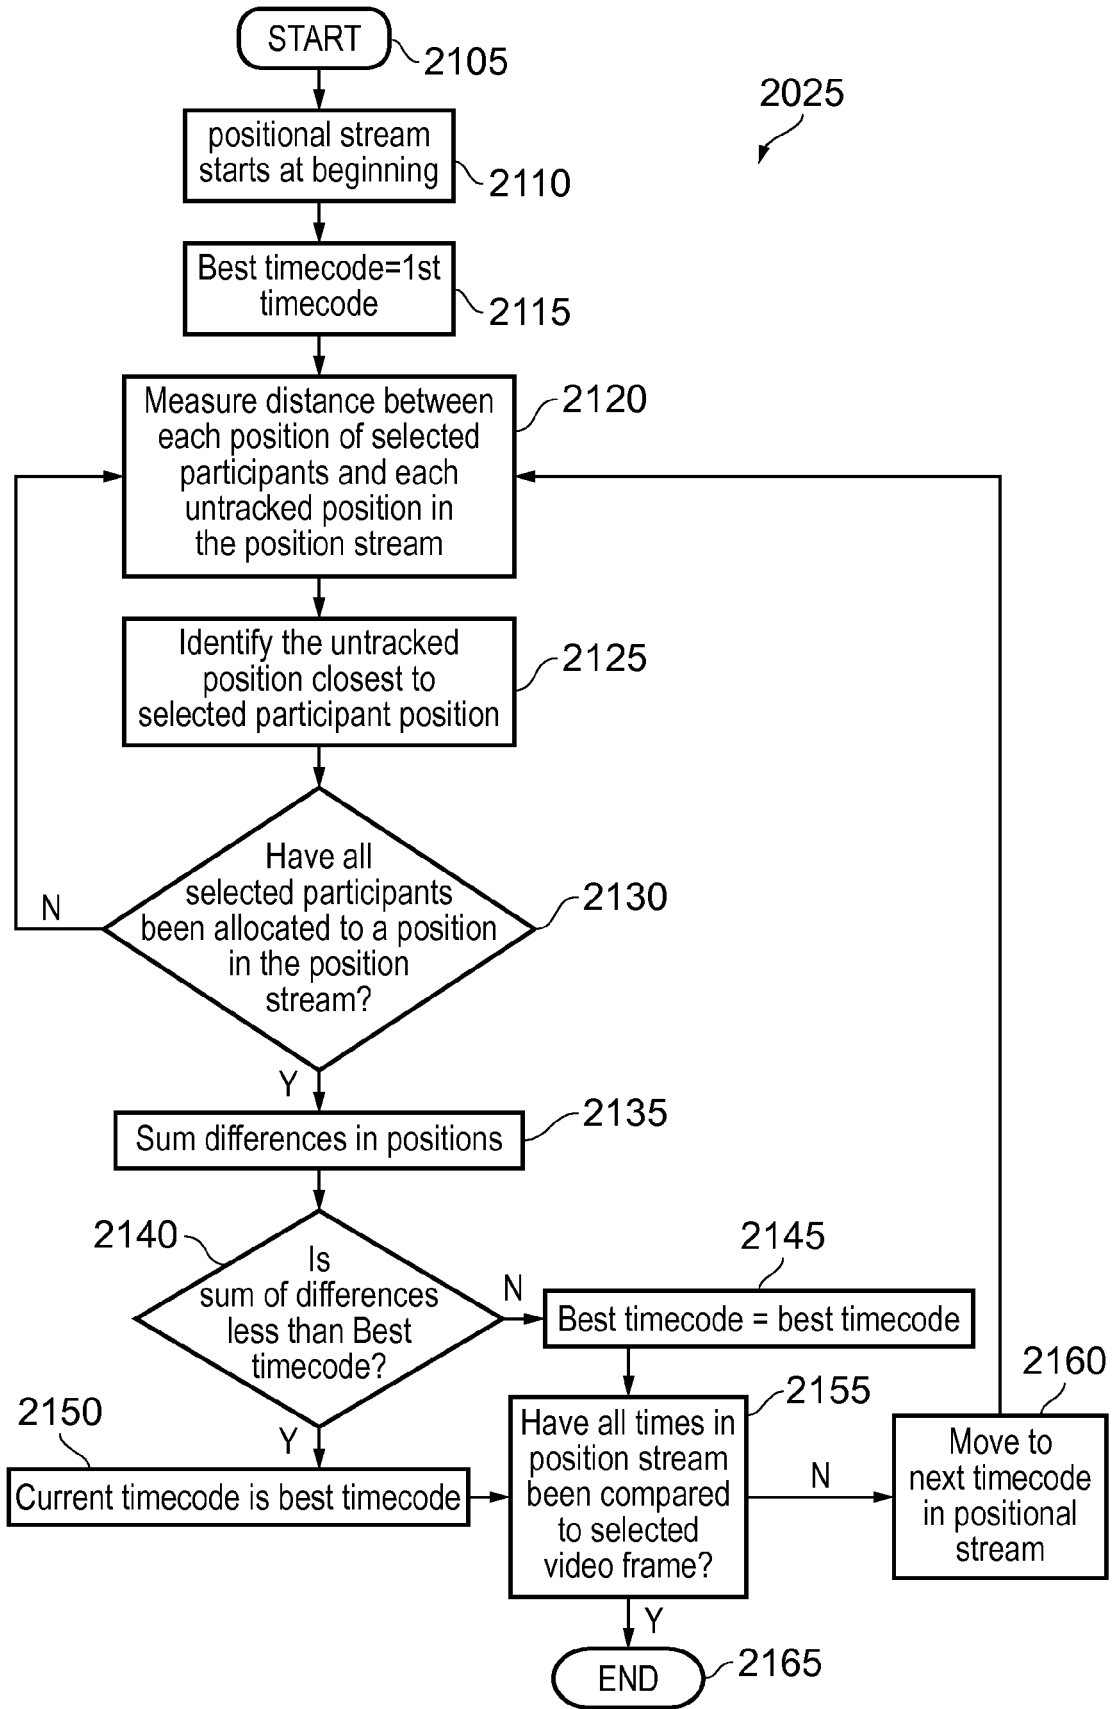 START
2105
2025
positional stream
starts at beginning
2110
Best timecode=1st
timecode
2115
Measure distance between
each position of selected
participants and each
untracked position in
the position stream
2120
Identify the untracked
position closest to
selected participant position
2125
Have all
selected participants
been allocated to a position
in the position
stream?
2130
N
Y
Sum differences in positions
2135
2140
Is
sum of differences
less than Best
timecode?
N
2145
Best timecode = best timecode
Y
2150
Current timecode is best timecode
2155
Have all times in
position stream
been compared
to selected
video frame?
N
2160
Move to
next timecode
in positional
stream
Y
END
2165